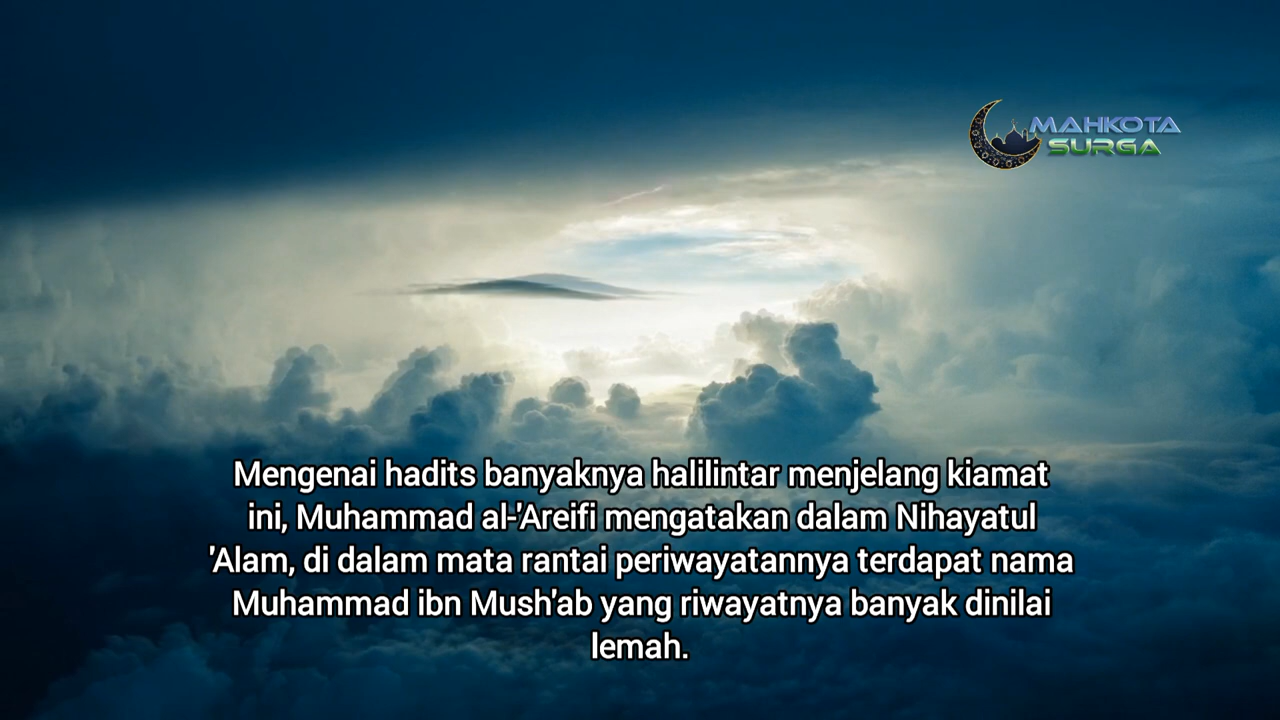 MAHKOTA
SURGA
Mengenai hadits banyaknya halilintar menjelang kiamat
ini, Muhammad al-'Areifi mengatakan dalam Nihayatul
'Alam, di dalam mata rantai periwayatannya terdapat nama
Muhammad ibn Mush'ab yang riwayatnya banyak dinilai
lemah.